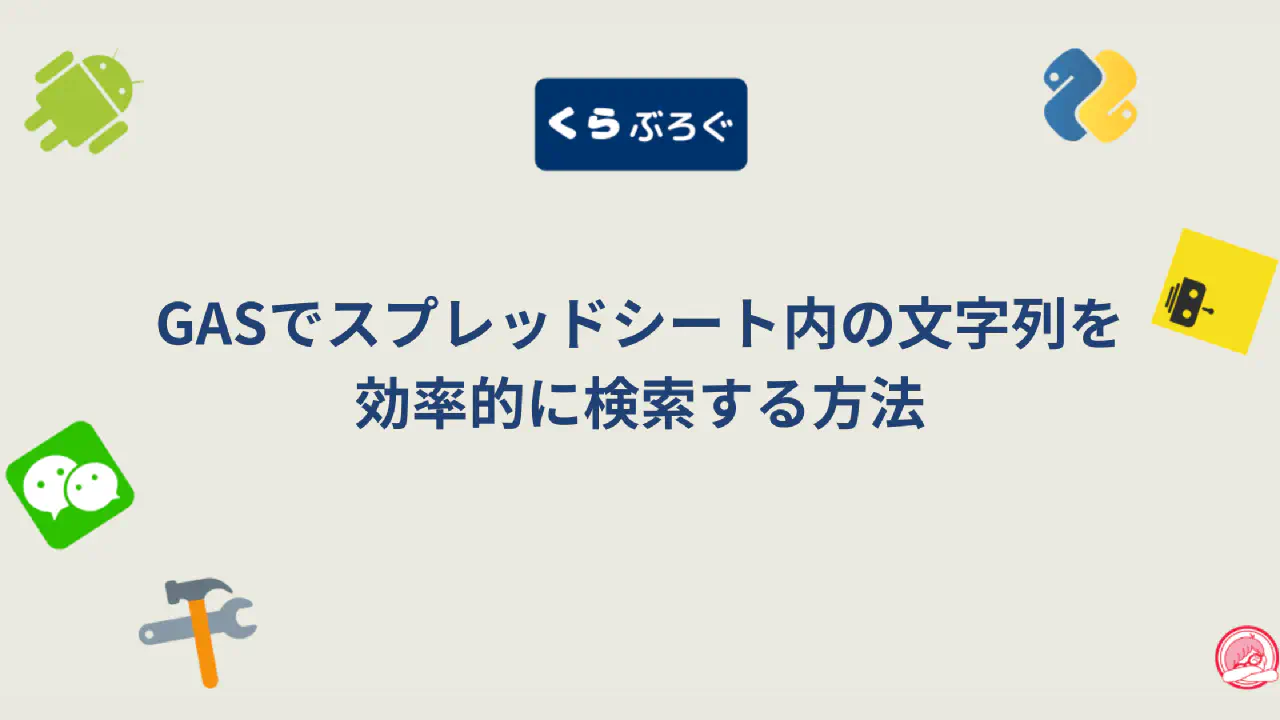 くらぶろぐ
GASでスプレッドシート内の文字列を
効率的に検索する方法